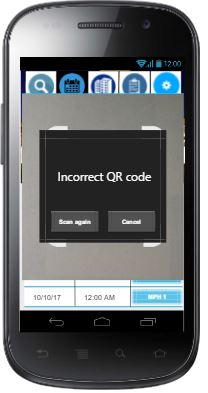 12:00
Incorrect QR code
Scan again Cancel
10/10/17 12:00 AM MPH 1